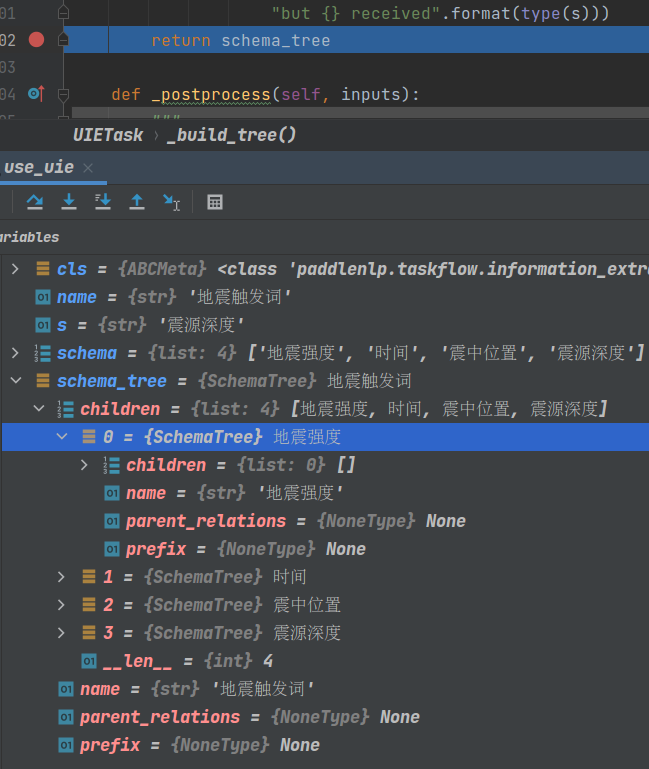 01 "but {} received".format(type(s)))
02 return schema_tree
03
04 def _postprocess(self, inputs):
"""
UIETask › _build_tree()
use_uie ×
ariables
cls = {ABCMeta} <class 'paddlenlp.taskflow.information_extra
name = {str} '地震触发词'
s = {str} '震源深度'
schema = {list: 4} ['地震强度', '时间', '震中位置', '震源深度']
schema_tree = {SchemaTree} 地震触发词
children = {list: 4} [地震强度, 时间, 震中位置, 震源深度]
0 = {SchemaTree} 地震强度
children = {list: 0} []
name = {str} '地震强度'
parent_relations = {NoneType} None
prefix = {NoneType} None
1 = {SchemaTree} 时间
2 = {SchemaTree} 震中位置
3 = {SchemaTree} 震源深度
__len__ = {int} 4
name = {str} '地震触发词'
parent_relations = {NoneType} None
prefix = {NoneType} None